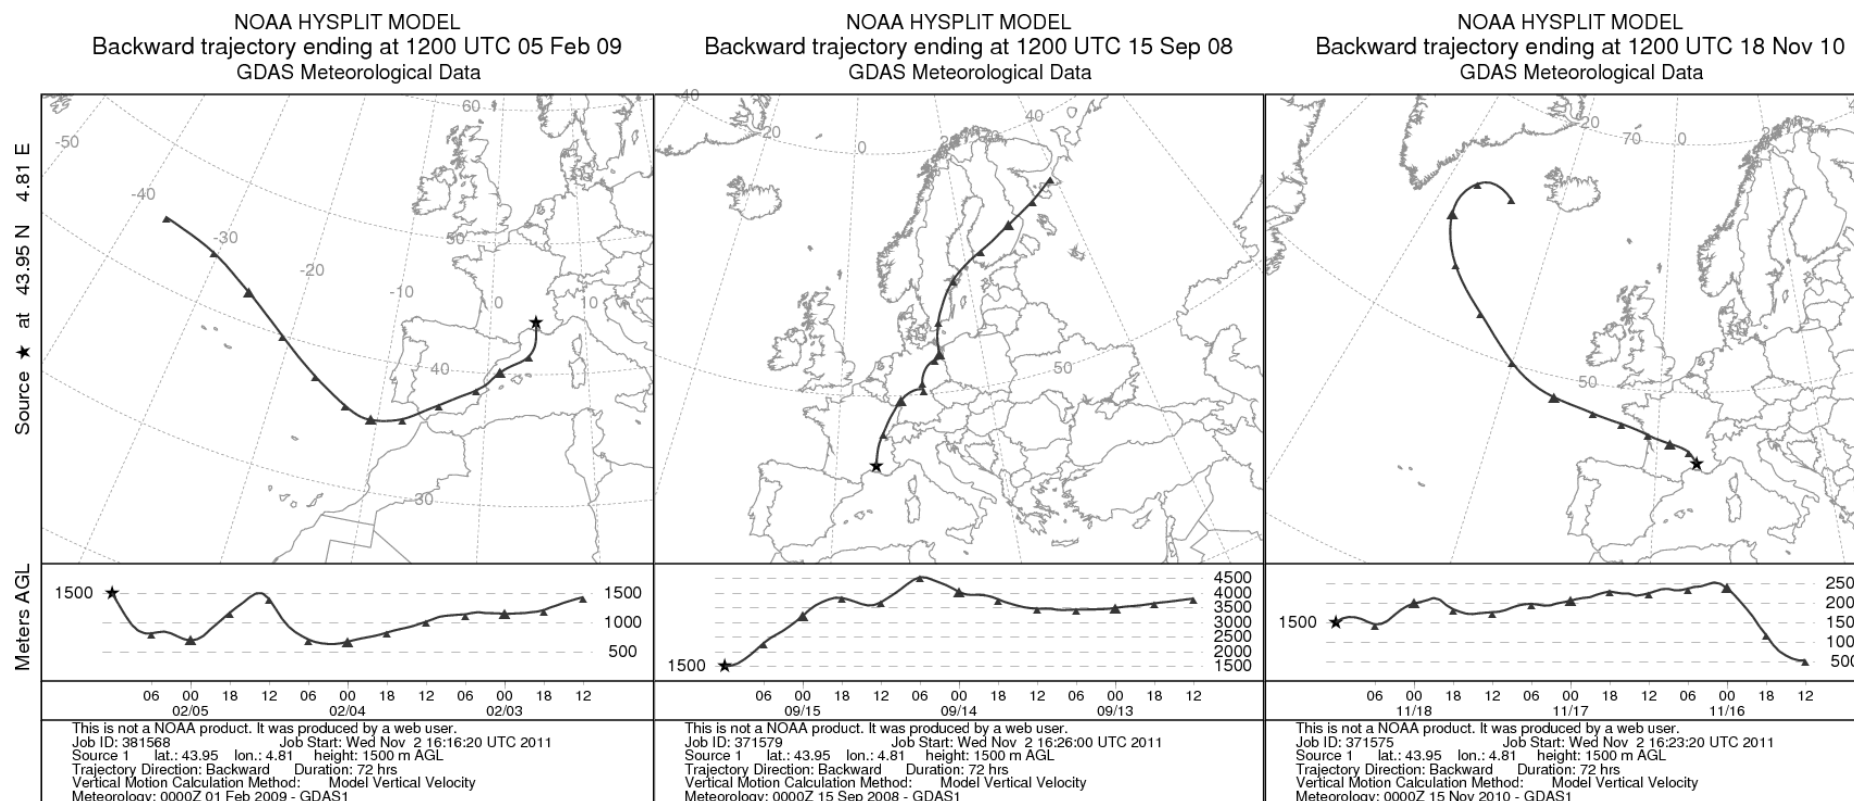 NOAA HYSPLIT MODEL
Backward trajectory ending at 1200 UTC 05 Feb 09
GDAS Meteorological Data
Source ★ at 43.95 N 4.81 E
60
-50
-40
-30
-20
-10
50
0
10
40
30
Meters AGL
1500
1500
1000
500
06 00 18 12 06 00 18 12 06 00 18 12
02/05 02/04 02/03
This is not a NOAA product. It was produced by a web user.
Job ID: 381568 Job Start: Wed Nov 2 16:16:20 UTC 2011
Source 1 lat.: 43.95 lon.: 4.81 height: 1500 m AGL
Trajectory Direction: Backward Duration: 72 hrs
Vertical Motion Calculation Method: Model Vertical Velocity
Meteorology: 0000Z 01 Feb 2009 - GDAS1
NOAA HYSPLIT MODEL
Backward trajectory ending at 1200 UTC 15 Sep 08
GDAS Meteorological Data
-40
-20
0
40
50
1500
4500
4000
3500
3000
2500
2000
1500
06 00 18 12 06 00 18 12 06 00 18 12
09/15 09/14 09/13
This is not a NOAA product. It was produced by a web user.
Job ID: 371579 Job Start: Wed Nov 2 16:26:00 UTC 2011
Source 1 lat.: 43.95 lon.: 4.81 height: 1500 m AGL
Trajectory Direction: Backward Duration: 72 hrs
Vertical Motion Calculation Method: Model Vertical Velocity
Meteorology: 0000Z 15 Sep 2008 - GDAS1
NOAA HYSPLIT MODEL
Backward trajectory ending at 1200 UTC 18 Nov 10
GDAS Meteorological Data
-20
70
0
50
1500
250
200
150
100
500
06 00 18 12 06 00 18 12 06 00 18 12
11/18 11/17 11/16
This is not a NOAA product. It was produced by a web user.
Job ID: 371575 Job Start: Wed Nov 2 16:23:20 UTC 2011
Source 1 lat.: 43.95 lon.: 4.81 height: 1500 m AGL
Trajectory Direction: Backward Duration: 72 hrs
Vertical Motion Calculation Method: Model Vertical Velocity
Meteorology: 0000Z 15 Nov 2010 - GDAS1